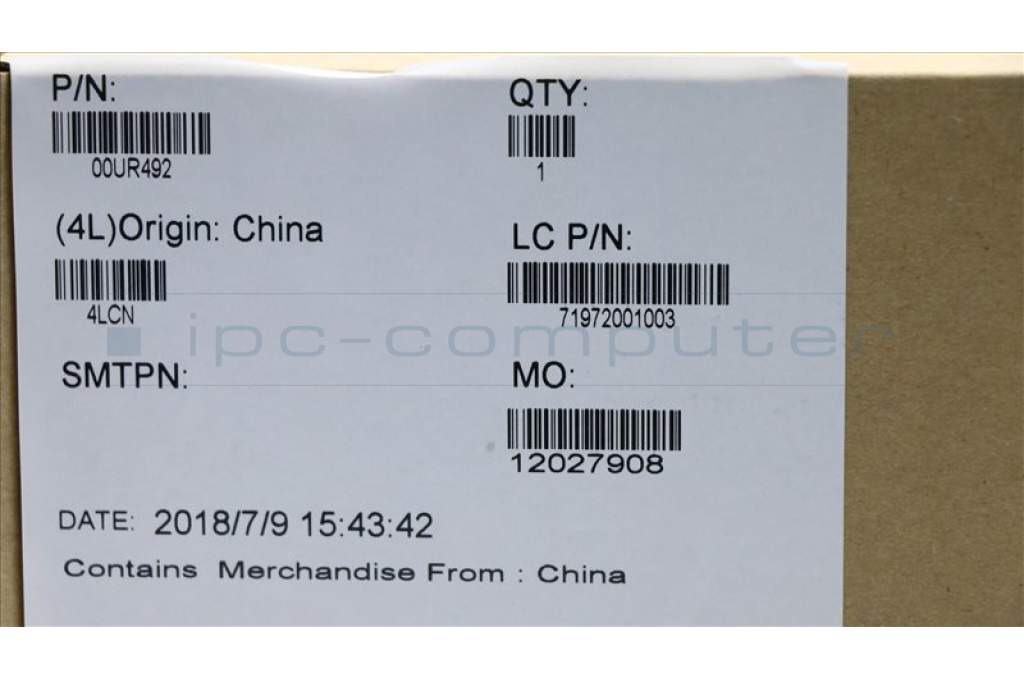 P/N:
00UR492
QTY:
1
(4L)Origin: China
4LCN
LC P/N:
71972001003
ipc-computer
SMTPN:
MO:
12027908
DATE: 2018/7/9 15:43:42
Contains Merchandise From : China